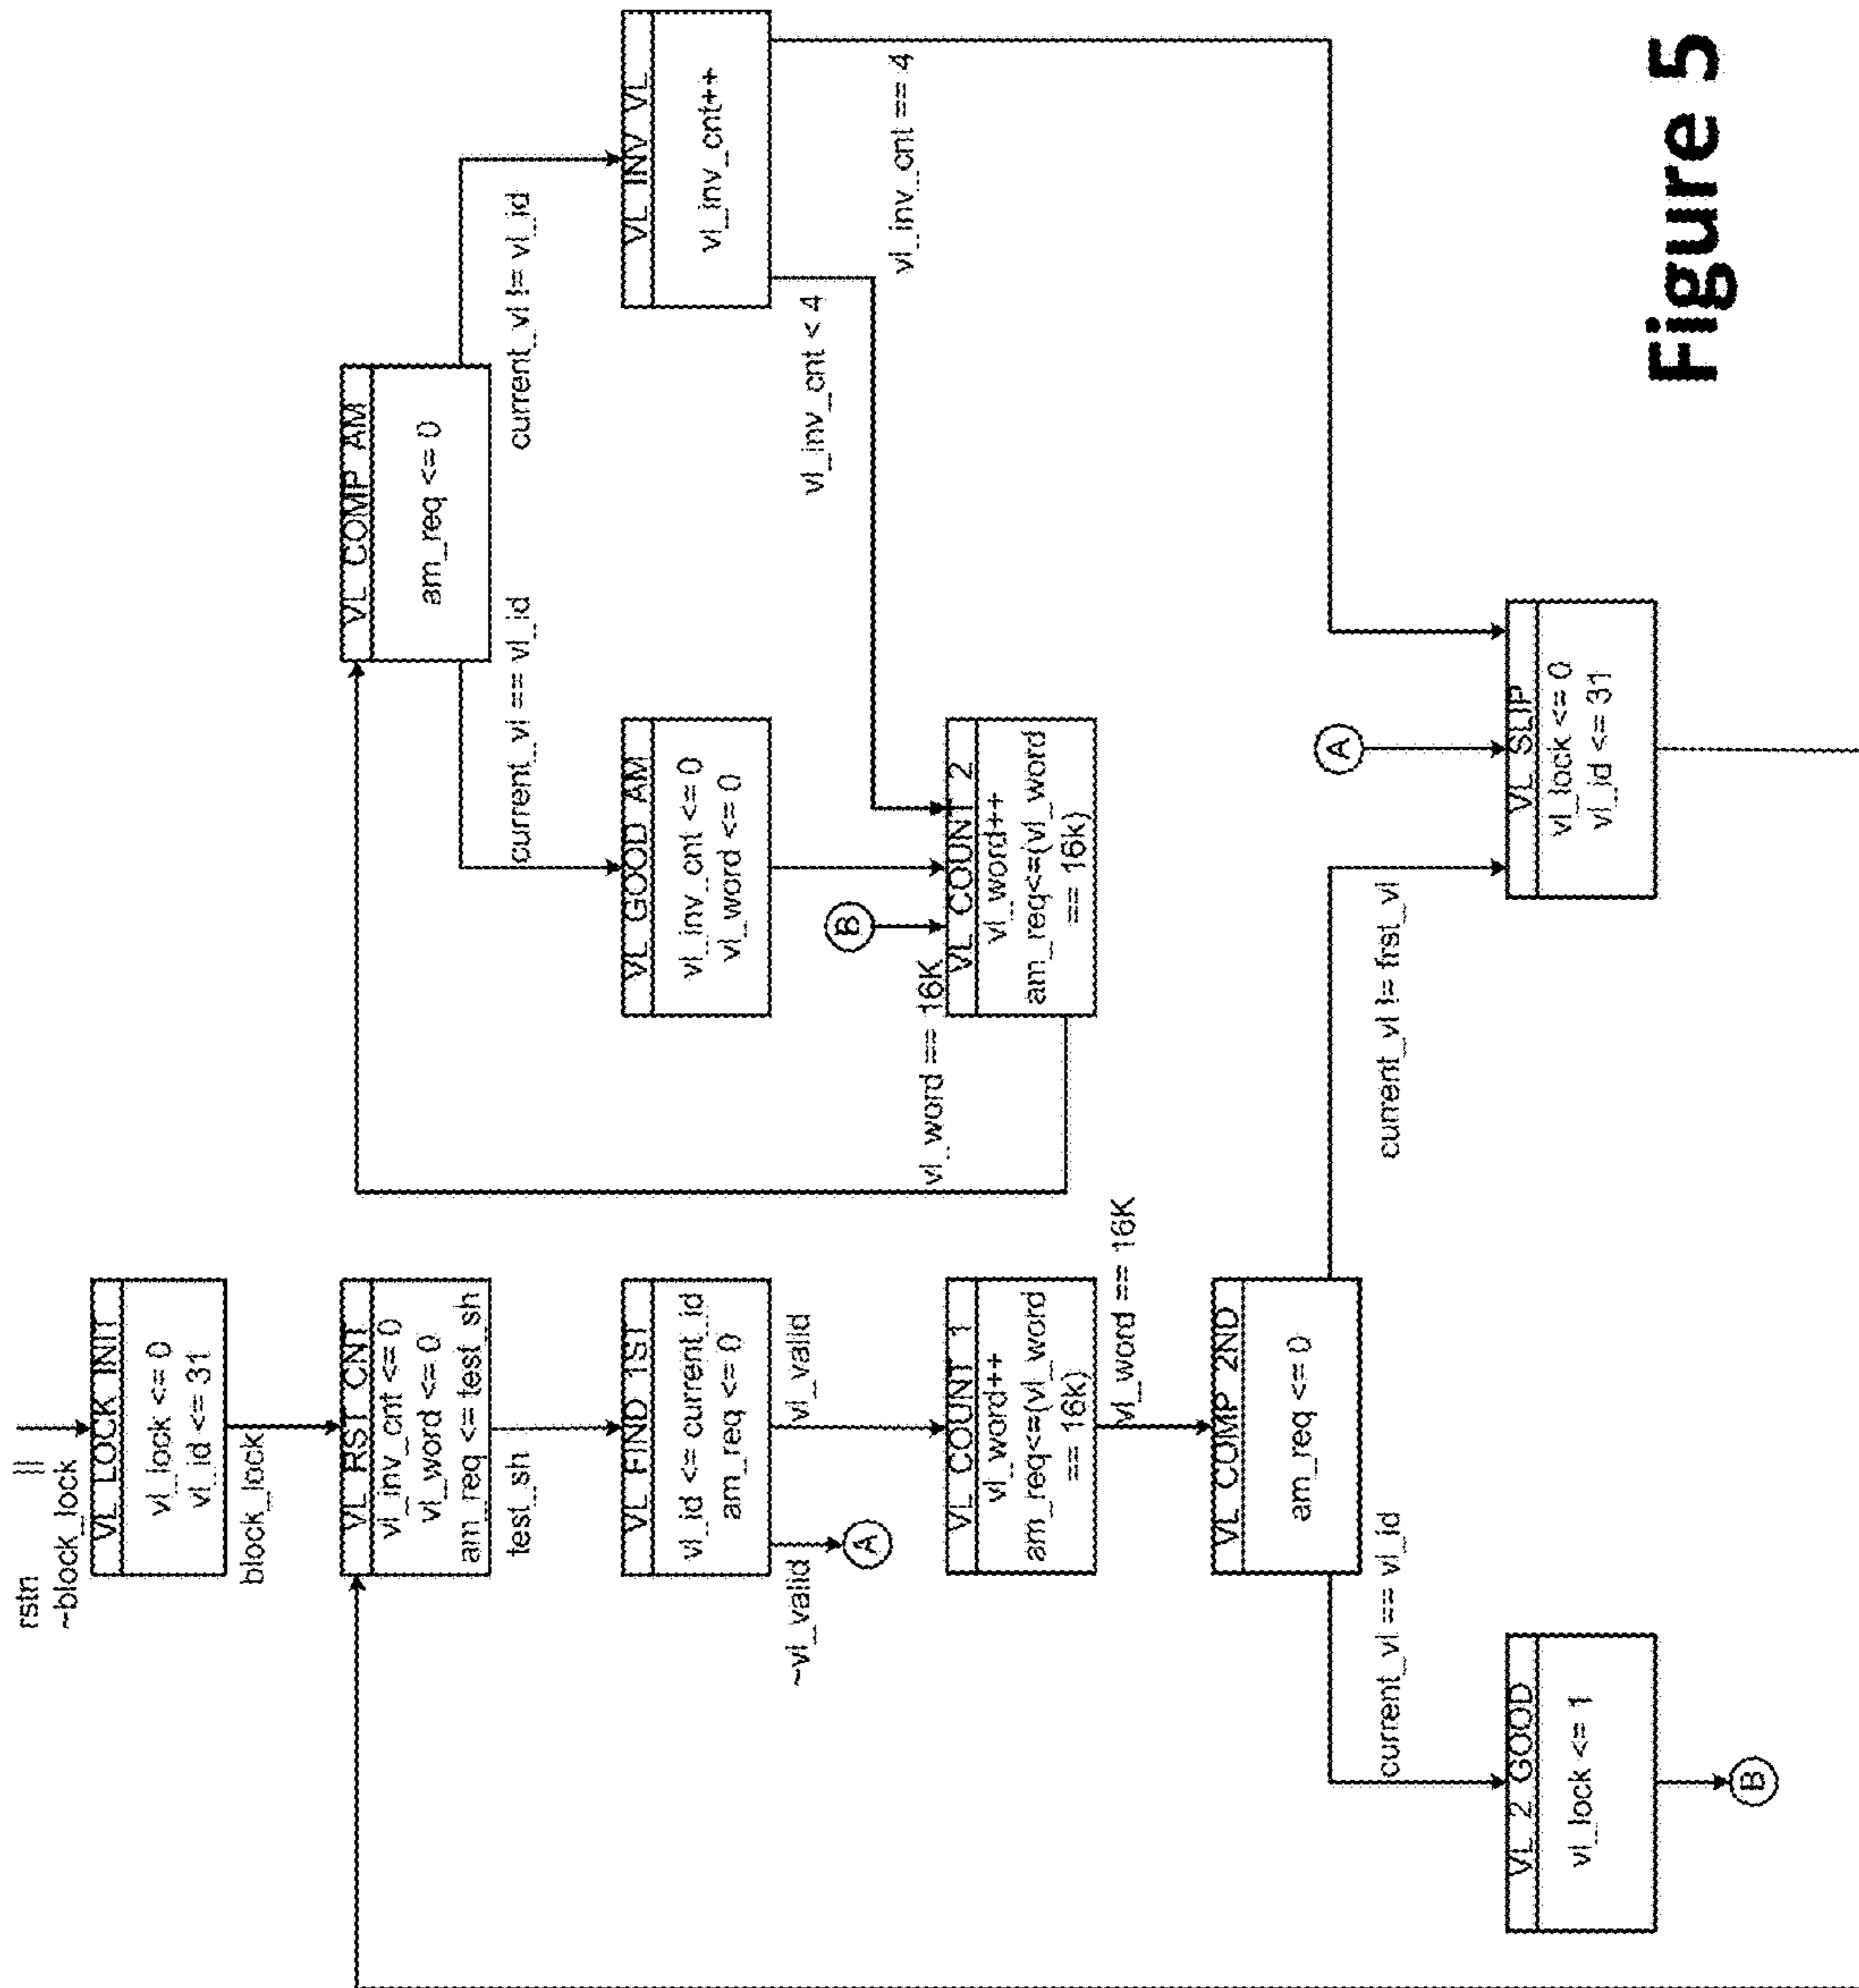 rstn
||
~block_lock
VL_LOCK_INIT
vl_lock <= 0
vl_id <= 31
block_lock
VL_RST_CNT
vl_inv_cnt <= 0
vl_word <= 0
am_req <= test_sh
test_sh
VL_FIND_1ST
vl_id <= current_id
am_req <= 0
~vl_valid
vl_valid
A
VL_COUNT_1
vl_word++
am_req<=(vl_word
== 16k)
vl_word == 16K
VL_COMP_2ND
am_req <= 0
current_vl == vl_id
current_vl != frst_vl
VL_2_GOOD
vl_lock <= 1
B
VL_COMP_AM
am_req <= 0
current_vl == vl_id
current_vl != vl_id
VL_GOOD_AM
vl_inv_cnt <= 0
vl_word <= 0
VL_INV_VL
vl_inv_cnt++
vl_inv_cnt < 4
vl_inv_cnt == 4
B
vl_word == 16K
VL_COUNT_2
vl_word++
am_req<=(vl_word
== 16k)
A
VL_SLIP
vl_lock <= 0
vl_id <= 31
Figure 5